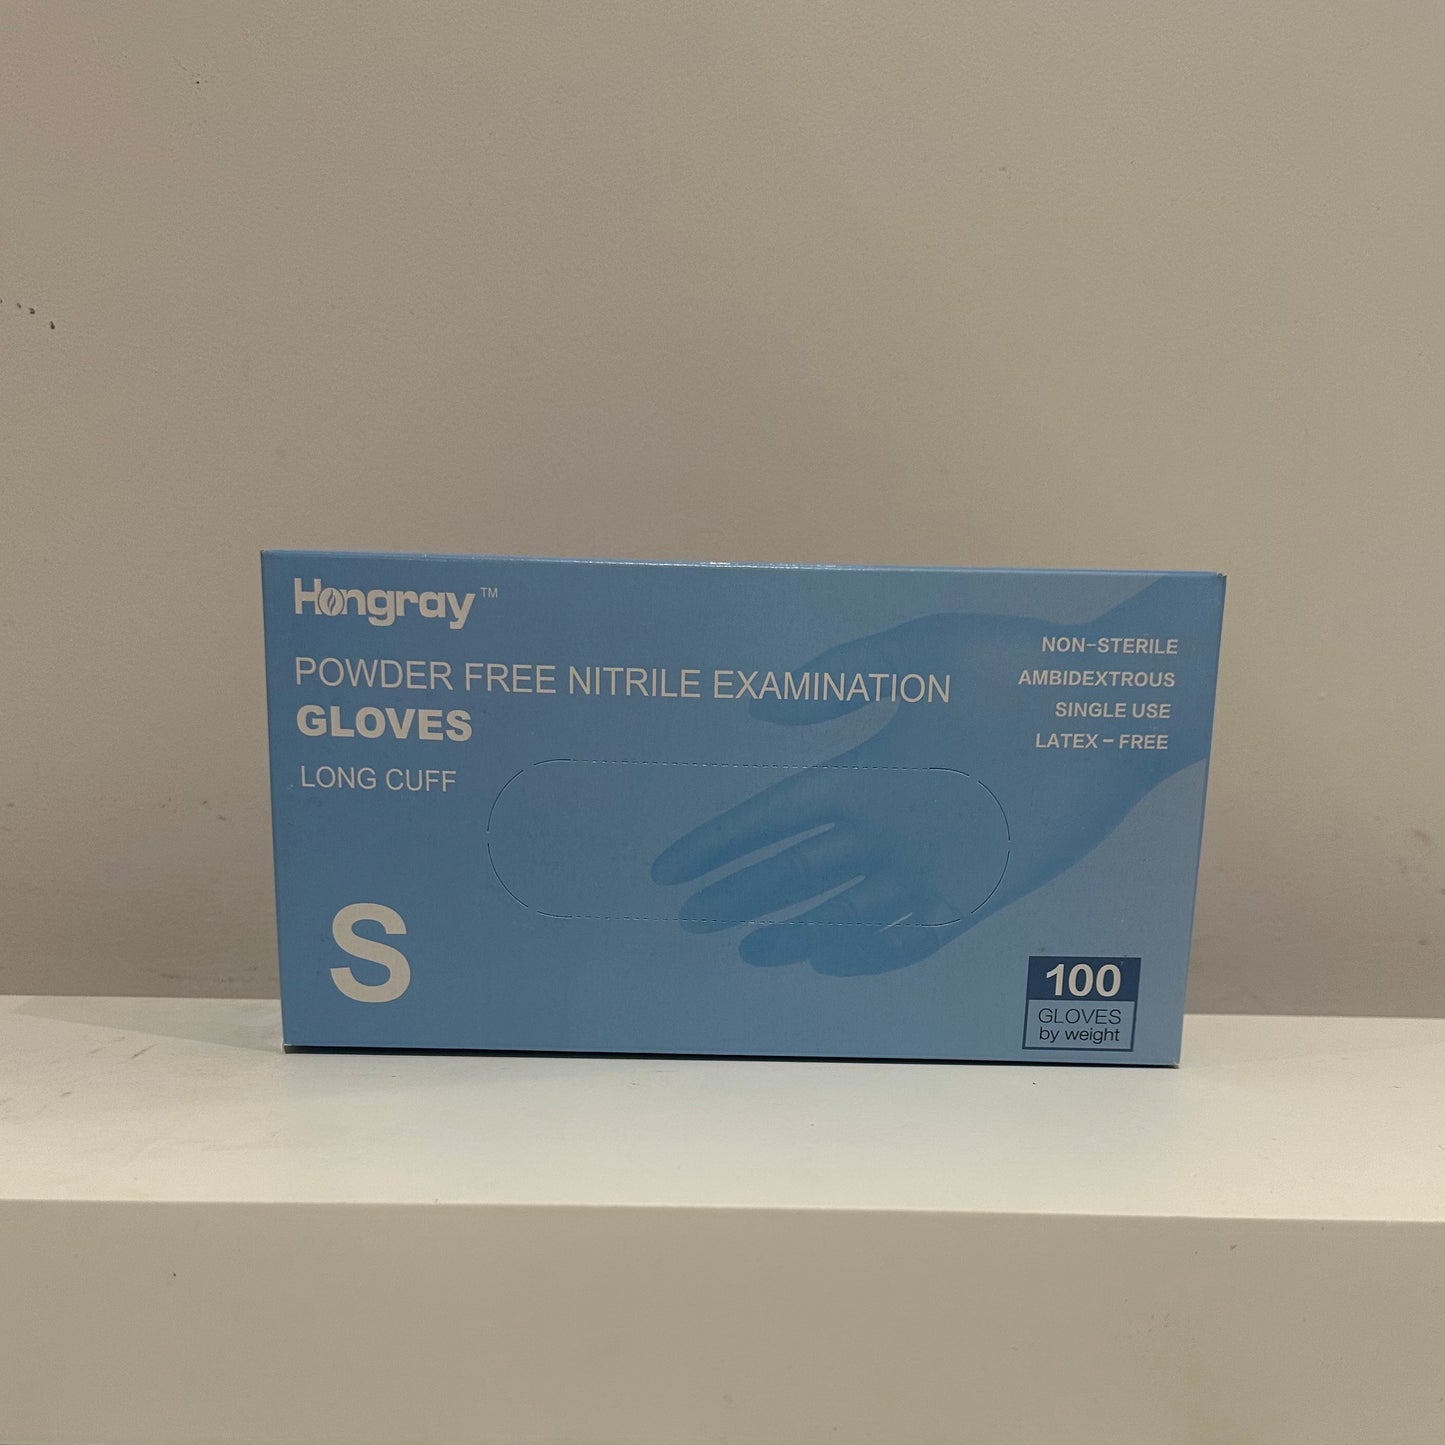 Hongray™
POWDER FREE NITRILE EXAMINATION
GLOVES
LONG CUFF
S
NON-STERILE
AMBIDEXTROUS
SINGLE USE
LATEX-FREE
100
GLOVES
by weight